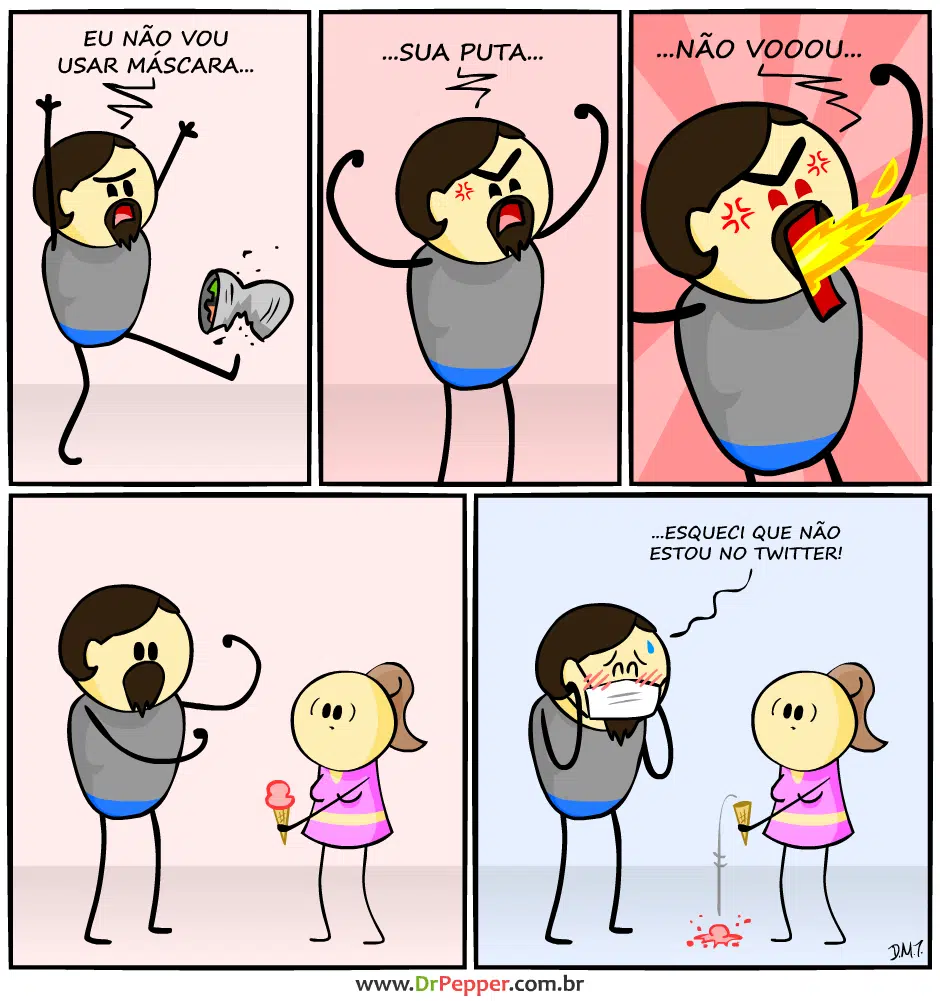 EU NÃO VOU
USAR MÁSCARA...
...SUA PUTA...
...NÃO VOOOU...
...ESQUECI QUE NÃO
ESTOU NO TWITTER!
D.M.T.
www.DrPepper.com.br